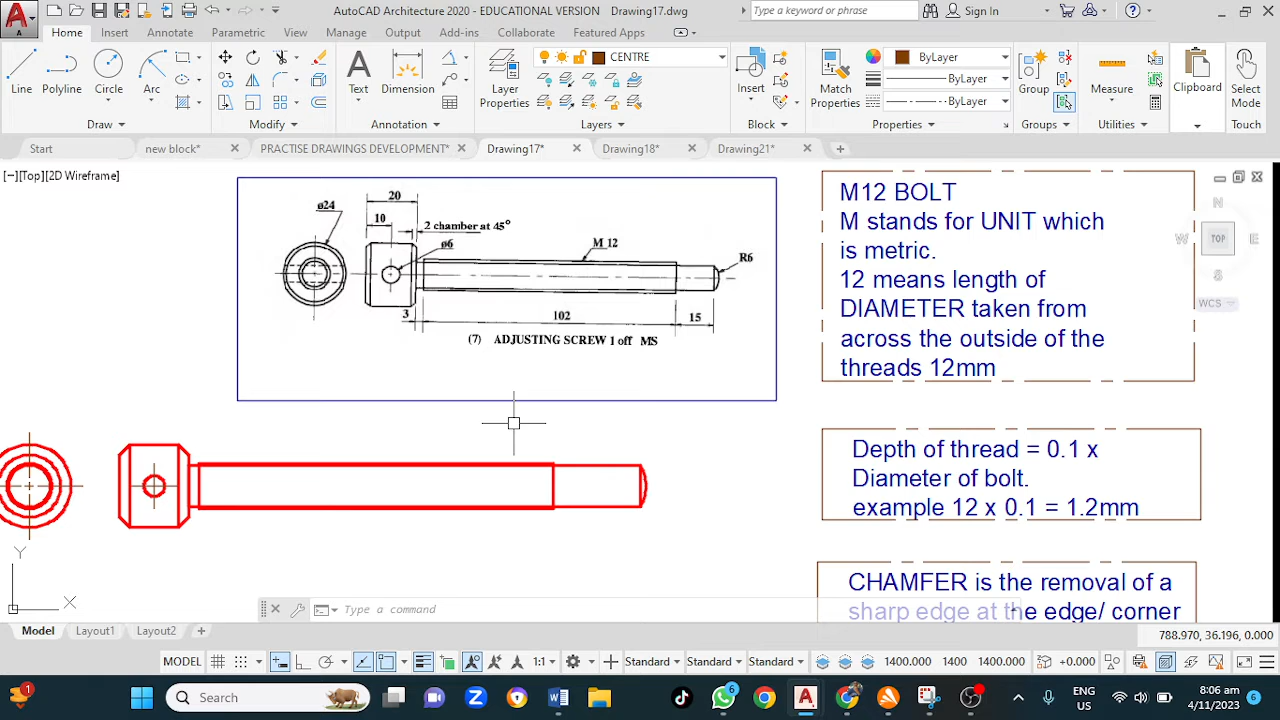 AutoCAD Architecture 2020 - EDUCATIONAL VERSION Drawing17.dwg
Type a keyword or phrase
Sign In
Home Insert Annotate Parametric View Manage Output Add-ins Collaborate Featured Apps
Line Polyline Circle Arc
Text Dimension
Layer Properties
CENTRE
Insert
Match Properties
ByLayer
ByLayer
ByLayer
Group
Measure
Clipboard
Select Mode
Draw Modify Annotation Layers Block Properties Groups Utilities Touch
Start new block* PRACTISE DRAWINGS DEVELOPMENT* Drawing17* Drawing18* Drawing21*
[−][Top][2D Wireframe]
20
ø24
10
2 chamber at 45°
ø6
M 12
R6
3
102
15
(7) ADJUSTING SCREW 1 off MS
M12 BOLT
M stands for UNIT which
is metric.
12 means length of
DIAMETER taken from
across the outside of the
threads 12mm
N
W TOP E
S
WCS
Depth of thread = 0.1 x
Diameter of bolt.
example 12 x 0.1 = 1.2mm
CHAMFER is the removal of a
sharp edge at the edge/ corner
Y
X
Type a command
Model Layout1 Layout2
788.970, 36.196, 0.000
MODEL 1:1 Standard Standard Standard 1400.000 1400 +0.000
1
Search
6
ENG
US
8:06 am
4/11/20
6